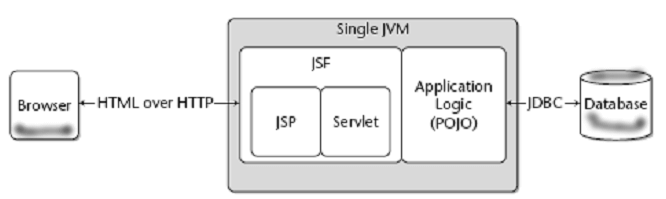 Single JVM
JSF
Browser
HTML over HTTP
JSP
Servlet
Application
Logic
(POJO)
JDBC
Database